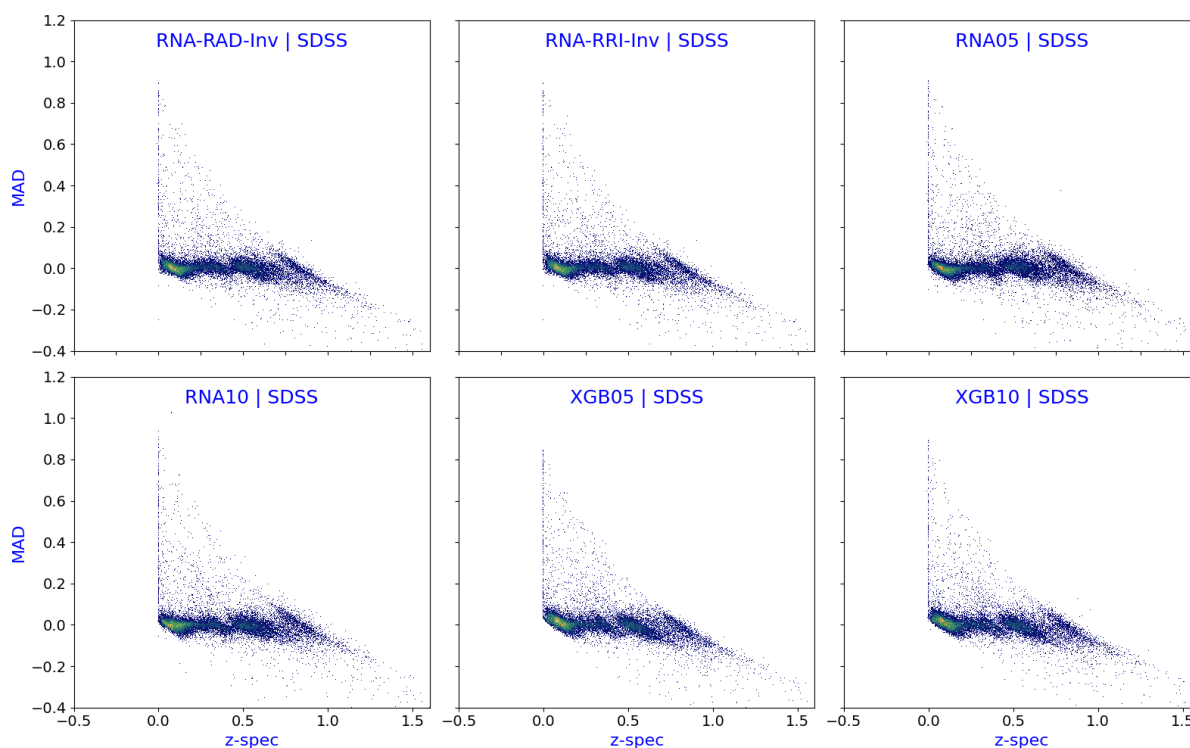 RNA-RAD-Inv | SDSS
RNA-RRI-Inv | SDSS
RNA05 | SDSS
1.2
1.0
0.8
0.6
0.4
0.2
0.0
−0.2
−0.4
MAD
RNA10 | SDSS
XGB05 | SDSS
XGB10 | SDSS
1.2
1.0
0.8
0.6
0.4
0.2
0.0
−0.2
−0.4
MAD
−0.5 0.0 0.5 1.0 1.5
−0.5 0.0 0.5 1.0 1.5
−0.5 0.0 0.5 1.0 1.5
z-spec
z-spec
z-spec